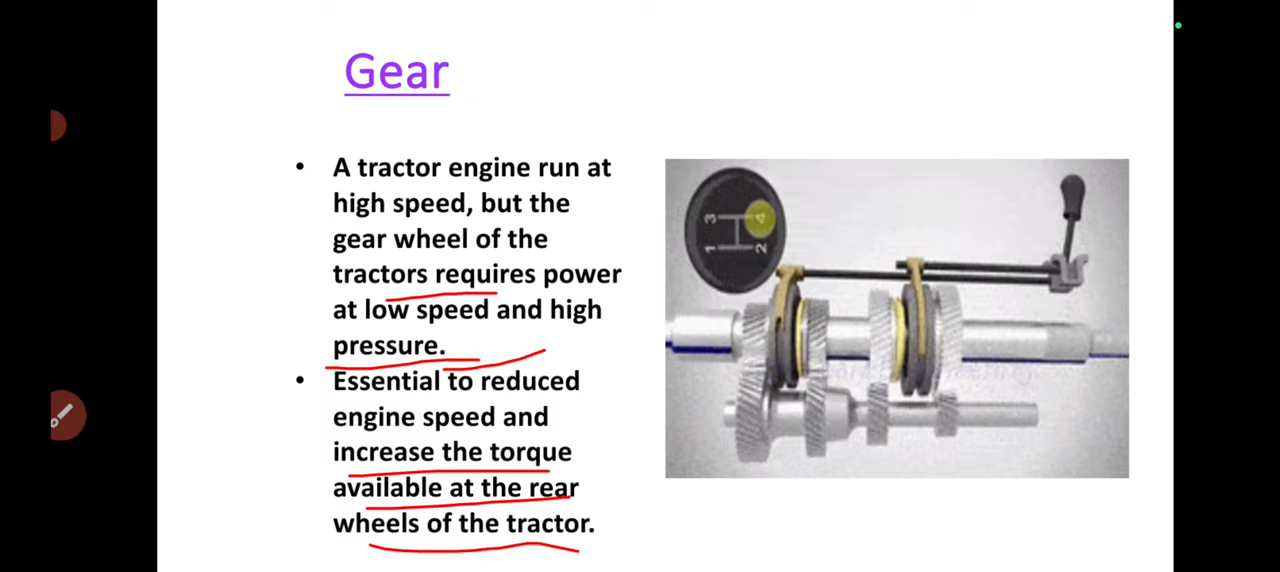 Gear
• A tractor engine run at
high speed, but the
gear wheel of the
tractors requires power
at low speed and high
pressure.
• Essential to reduced
engine speed and
increase the torque
available at the rear
wheels of the tractor.
1 3
2 4